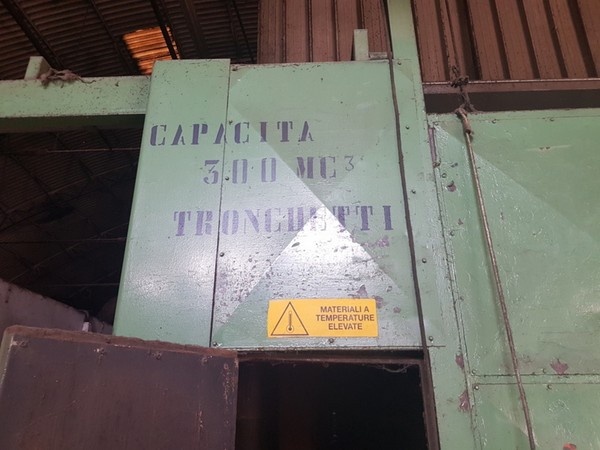 CAPACITA
300 MC³
TRONCHETTI
MATERIALI A
TEMPERATURE
ELEVATE